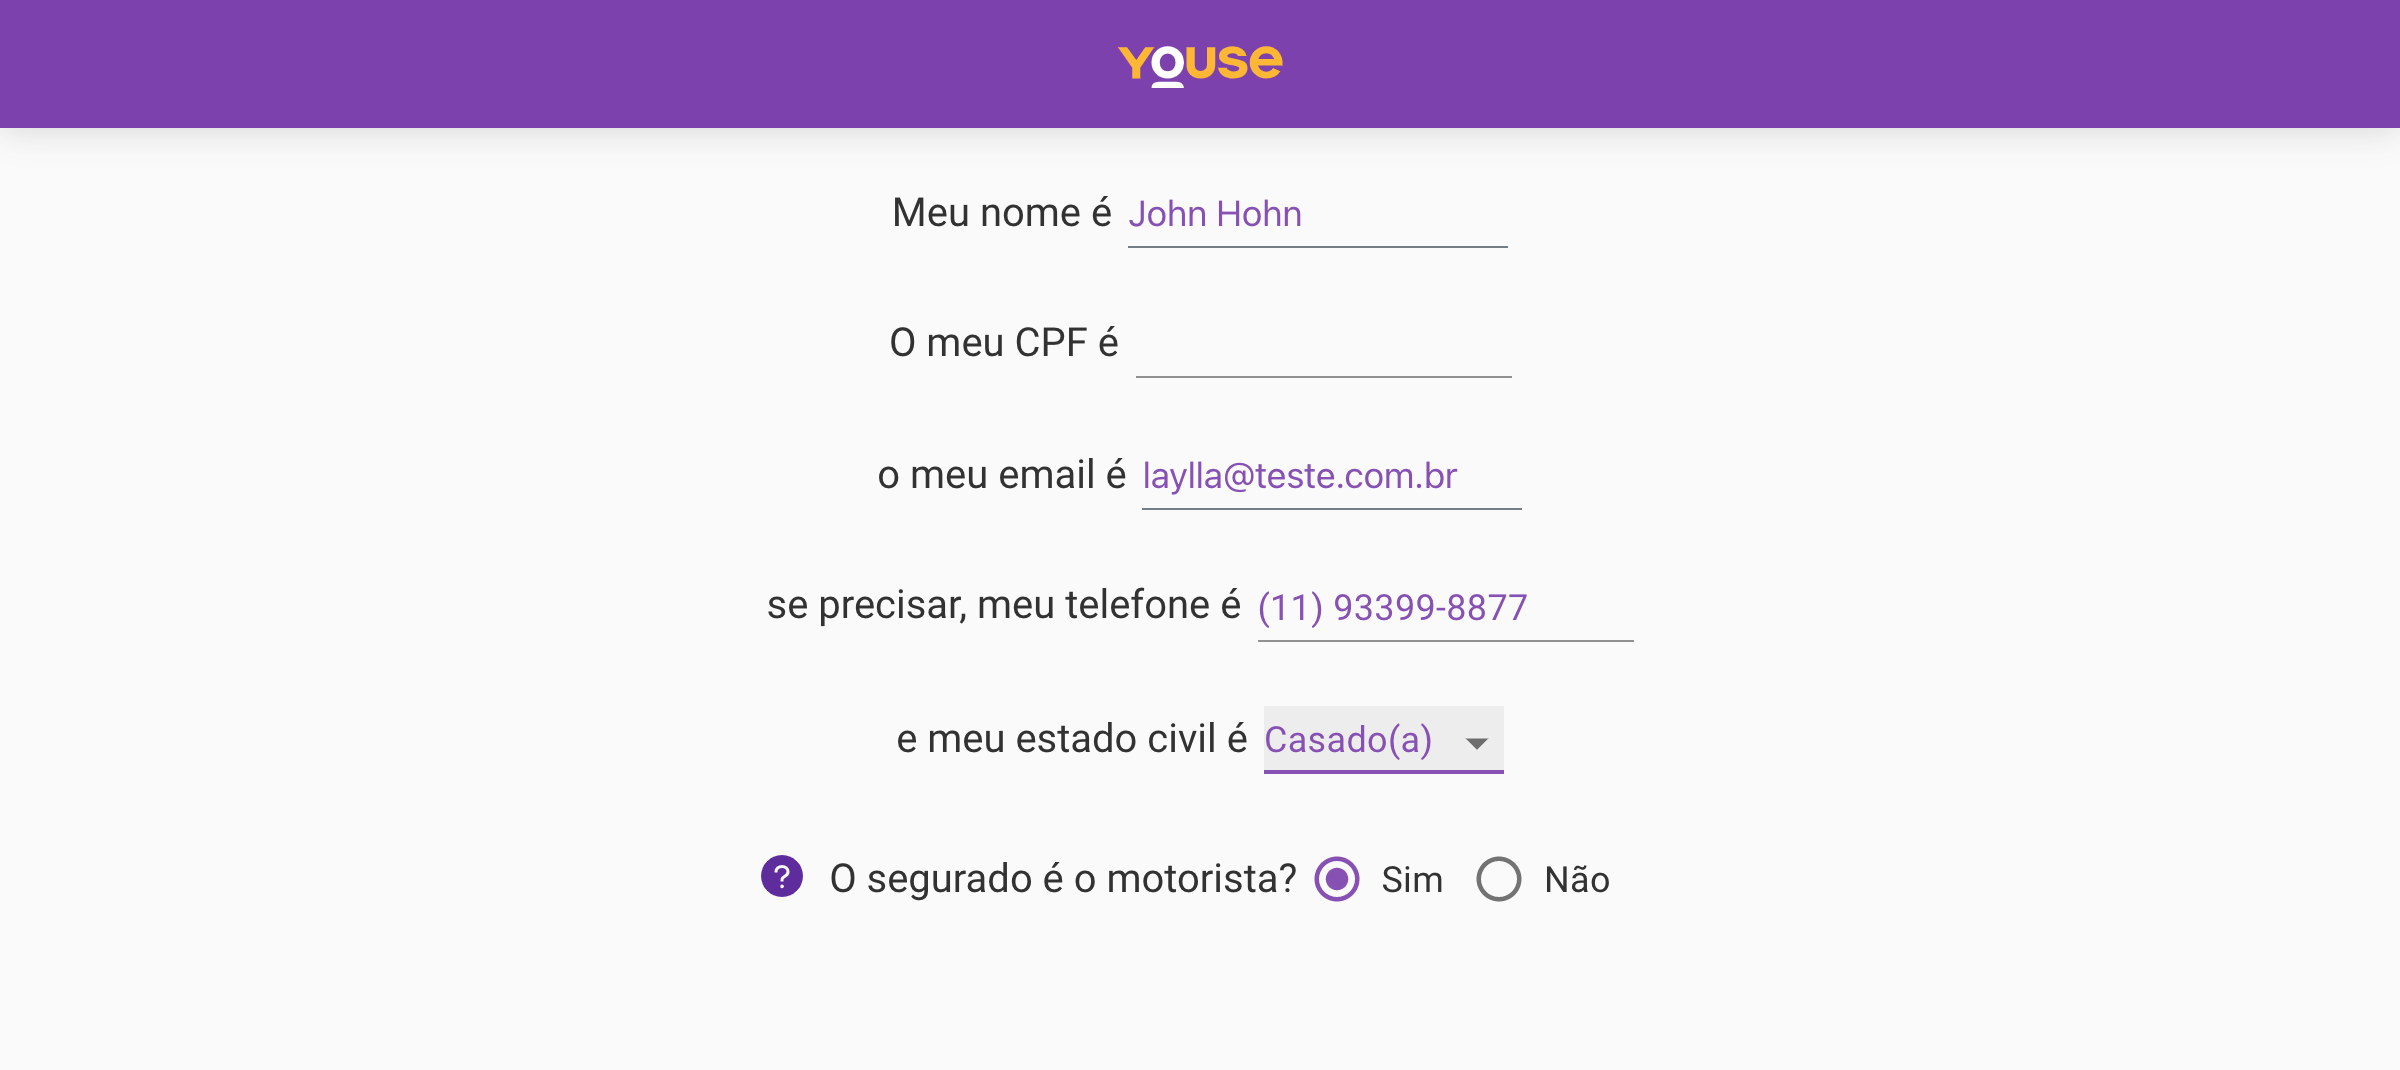 YOUSE
Meu nome é John Hohn
O meu CPF é
o meu email é laylla@teste.com.br
se precisar, meu telefone é (11) 93399-8877
e meu estado civil é Casado(a)
? O segurado é o motorista? Sim Não